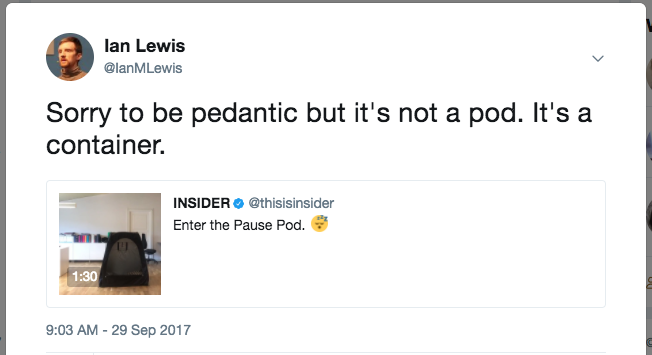 Ian Lewis
@IanMLewis
Sorry to be pedantic but it's not a pod. It's a
container.
INSIDER @thisisinsider
Enter the Pause Pod. 😴
1:30
9:03 AM - 29 Sep 2017